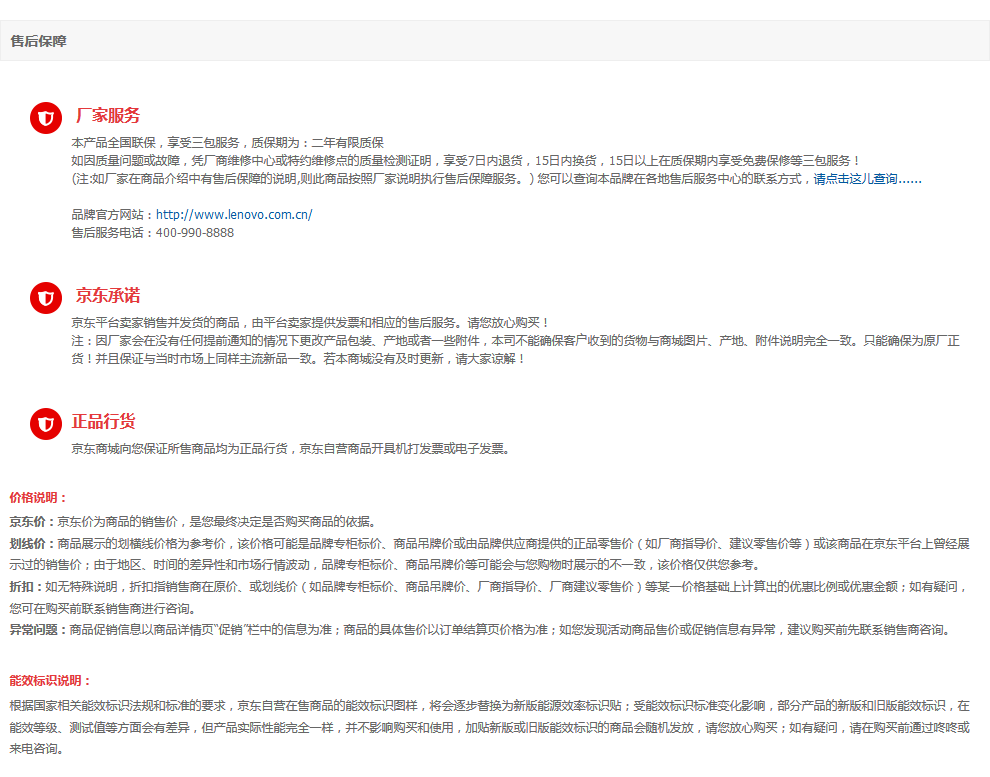 售后保障
厂家服务
本产品全国联保，享受三包服务，质保期为：二年有限质保
如因质量问题或故障，凭厂商维修中心或特约维修点的质量检测证明，享受7日内退货，15日内换货，15日以上在质保期内享受免费保修等三包服务！
(注:如厂家在商品介绍中有售后保障的说明,则此商品按照厂家说明执行售后保障服务。) 您可以查询本品牌在各地售后服务中心的联系方式，请点击这儿查询......
品牌官方网站：http://www.lenovo.com.cn/
售后服务电话：400-990-8888
京东承诺
京东平台卖家销售并发货的商品，由平台卖家提供发票和相应的售后服务。请您放心购买！
注：因厂家会在没有任何提前通知的情况下更改产品包装、产地或者一些附件，本司不能确保客户收到的货物与商城图片、产地、附件说明完全一致。只能确保为原厂正
货！并且保证与当时市场上同样主流新品一致。若本商城没有及时更新，请大家谅解！
正品行货
京东商城向您保证所售商品均为正品行货，京东自营商品开具机打发票或电子发票。
价格说明：
京东价：京东价为商品的销售价，是您最终决定是否购买商品的依据。
划线价：商品展示的划横线价格为参考价，该价格可能是品牌专柜标价、商品吊牌价或由品牌供应商提供的正品零售价（如厂商指导价、建议零售价等）或该商品在京东平台上曾经展
示过的销售价；由于地区、时间的差异性和市场行情波动，品牌专柜标价、商品吊牌价等可能会与您购物时展示的不一致，该价格仅供您参考。
折扣：如无特殊说明，折扣指销售商在原价、或划线价（如品牌专柜标价、商品吊牌价、厂商指导价、厂商建议零售价）等某一价格基础上计算出的优惠比例或优惠金额；如有疑问，
您可在购买前联系销售商进行咨询。
异常问题：商品促销信息以商品详情页“促销”栏中的信息为准；商品的具体售价以订单结算页价格为准；如您发现活动商品售价或促销信息有异常，建议购买前先联系销售商咨询。
能效标识说明：
根据国家相关能效标识法规和标准的要求，京东自营在售商品的能效标识图样，将会逐步替换为新版能源效率标识贴；受能效标识标准变化影响，部分产品的新版和旧版能效标识，在
能效等级、测试值等方面会有差异，但产品实际性能完全一样，并不影响购买和使用，加贴新版或旧版能效标识的商品会随机发放，请您放心购买；如有疑问，请在购买前通过咚咚或
来电咨询。